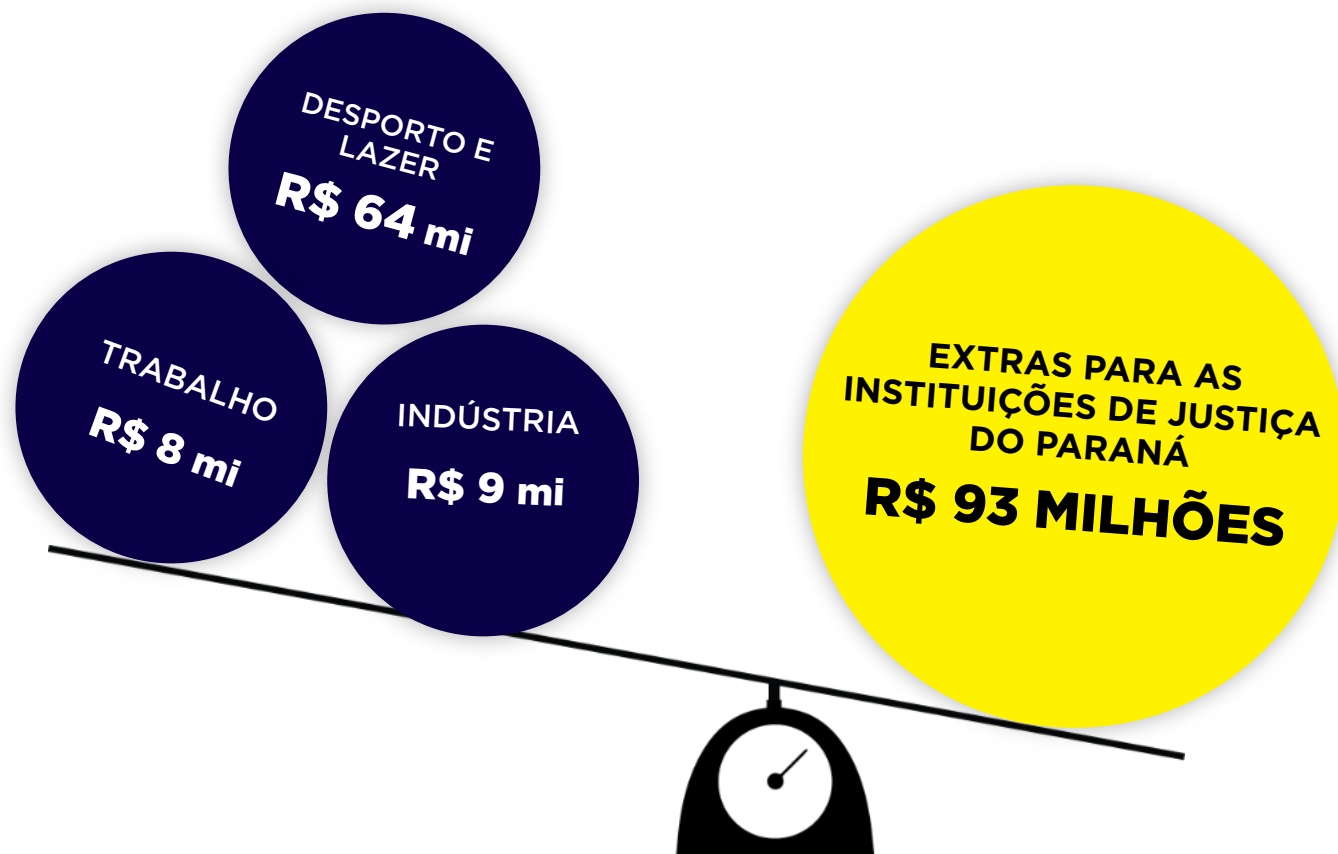 DESPORTO E
LAZER
R$ 64 mi
TRABALHO
R$ 8 mi
INDÚSTRIA
R$ 9 mi
EXTRAS PARA AS
INSTITUIÇÕES DE JUSTIÇA
DO PARANÁ
R$ 93 MILHÕES